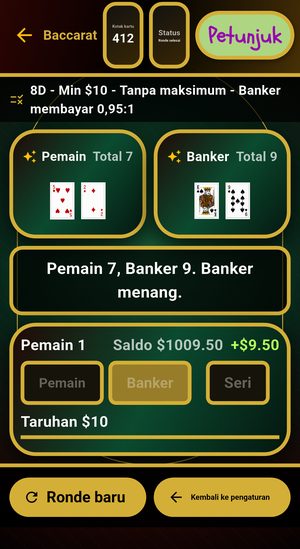 Baccarat
Kotak kartu
412
Status
Ronde selesai
Petunjuk
8D - Min $10 - Tanpa maksimum - Banker
membayar 0,95:1
Pemain Total 7
Banker Total 9
Pemain 7, Banker 9. Banker
menang.
Pemain 1 Saldo $1009.50 +$9.50
Pemain
Banker
Seri
Taruhan $10
Ronde baru
Kembali ke pengaturan